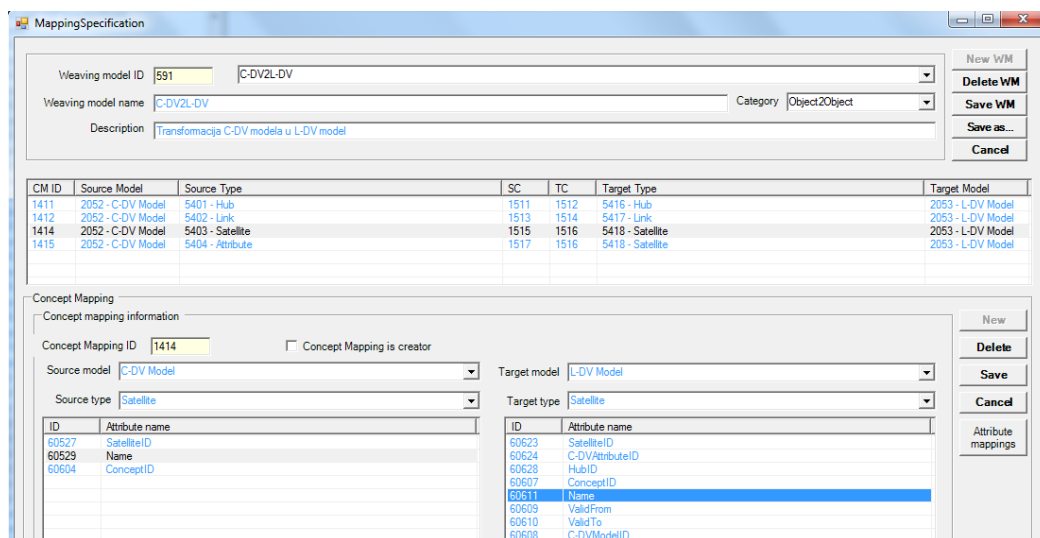 MappingSpecification
New WM
Weaving model ID 591 C-DV2L-DV
Delete WM
Weaving model name C-DV2L-DV Category Object2Object
Save WM
Description Transformacija C-DV modela u L-DV model
Save as...
Cancel
CM ID Source Model Source Type SC TC Target Type Target Model
1411 2052 - C-DV Model 5401 - Hub 1511 1512 5416 - Hub 2053 - L-DV Model
1412 2052 - C-DV Model 5402 - Link 1513 1514 5417 - Link 2053 - L-DV Model
1414 2052 - C-DV Model 5403 - Satellite 1515 1516 5418 - Satellite 2053 - L-DV Model
1415 2052 - C-DV Model 5404 - Attribute 1517 1516 5418 - Satellite 2053 - L-DV Model
Concept Mapping
Concept mapping information
New
Concept Mapping ID 1414 Concept Mapping is creator
Delete
Source model C-DV Model Target model L-DV Model
Save
Source type Satellite Target type Satellite
Cancel
ID Attribute name ID Attribute name
Attribute mappings
60527 SatelliteID 60623 SatelliteID
60529 Name 60624 C-DVAttributeID
60604 ConceptID 60628 HubID
60607 ConceptID
60611 Name
60609 ValidFrom
60610 ValidTo
60608 C-DVModelID